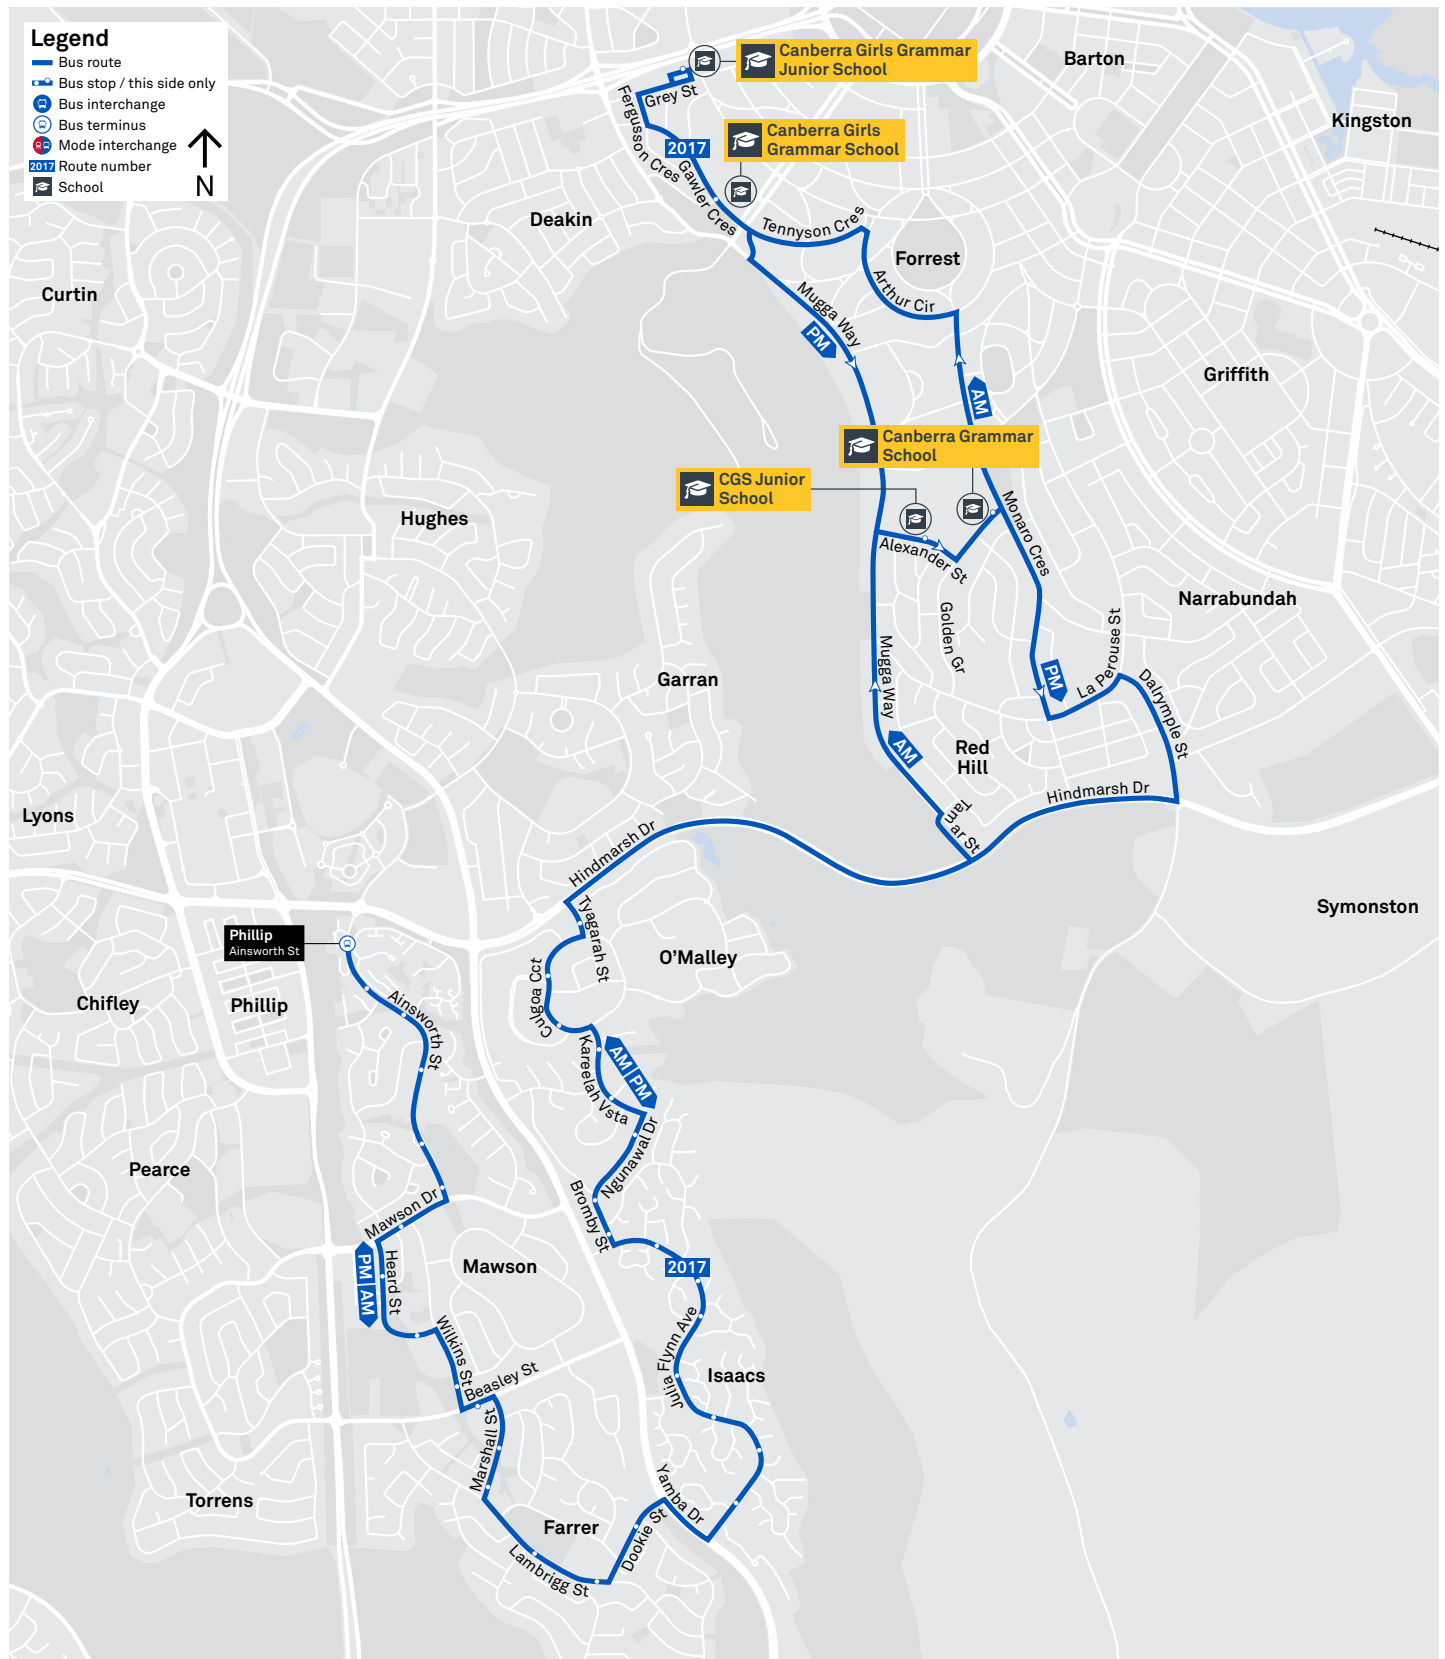 Legend
Bus route
Bus stop / this side only
Bus interchange
Bus terminus
Mode interchange
2017 Route number
School
N
Canberra Girls Grammar
Junior School
Barton
Kingston
Grey St
Fergusson Cres
2017
Canberra Girls
Grammar School
Gawler Cres
Deakin
Tennyson Cres
Forrest
Curtin
Arthur Cir
Mugga Way
PM
Griffith
AM
Canberra Grammar
School
CGS Junior
School
Hughes
Monaro Cres
Alexander St
Narrabundah
Golden Gr
La Perouse St
Mugga Way
Garran
PM
Dalrymple St
AM
Red
Hill
Hindmarsh Dr
Tamar St
Lyons
Hindmarsh Dr
Symonston
Tyagarah St
Phillip
Ainsworth St
O'Malley
Culgoa Cct
Chifley
Phillip
Ainsworth St
Kareelah Vsta
AM | PM
Ngunawal Dr
Pearce
Bromby St
Mawson Dr
Mawson
2017
Heard St
PM | AM
Wilkins St
Julia Flynn Ave
Isaacs
Beasley St
Marshall St
Yamba Dr
Torrens
Farrer
Dookie St
Lambrigg St